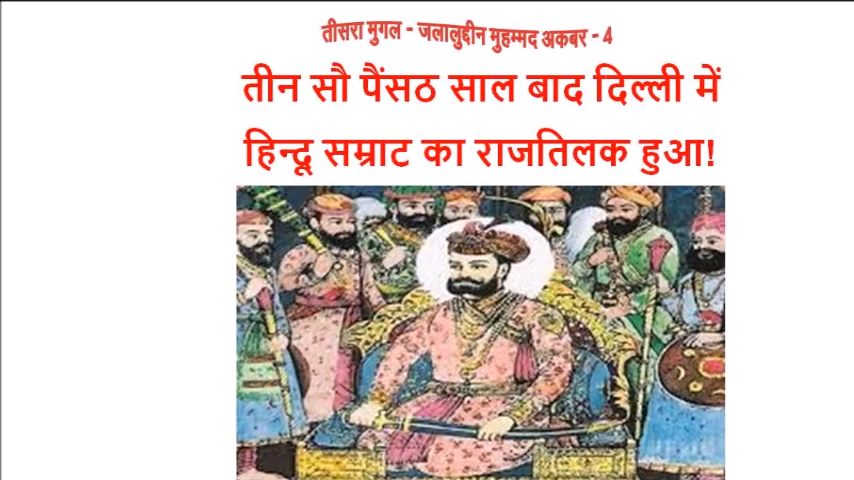 तीसरा मुगल - जलालुद्दीन मुहम्मद अकबर - 4
तीन सौ पैंसठ साल बाद दिल्ली में
हिन्दू सम्राट का राजतिलक हुआ!